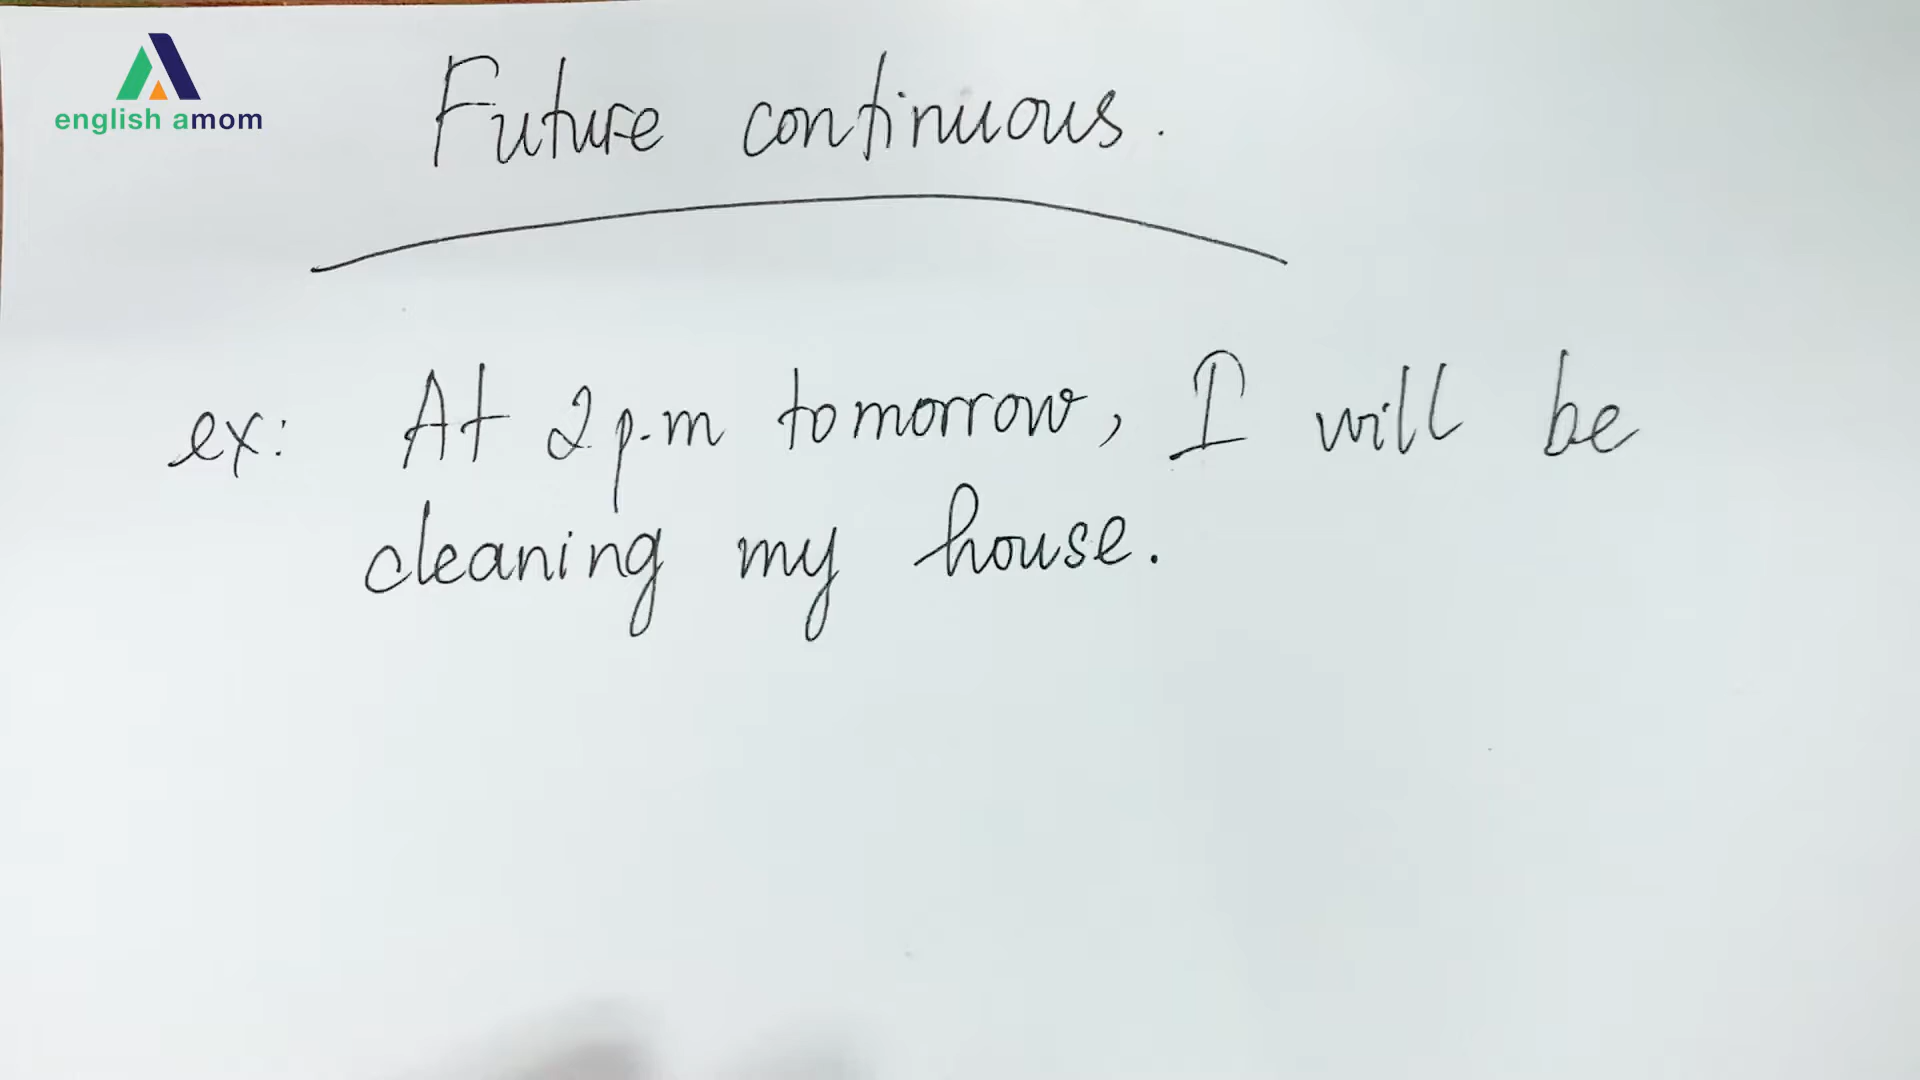 english amom
Future continuous.
ex: At 2 p.m tomorrow, I will be
cleaning my house.